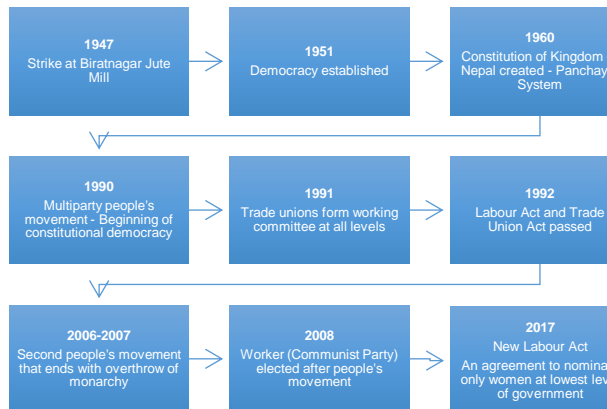 1947
Strike at Biratnagar Jute
Mill
1951
Democracy established
1960
Constitution of Kingdom
Nepal created - Panchay
System
1990
Multiparty people's
movement - Beginning of
constitutional democracy
1991
Trade unions form working
committee at all levels
1992
Labour Act and Trade
Union Act passed
2006-2007
Second people's movement
that ends with overthrow of
monarchy
2008
Worker (Communist Party)
elected after people's
movement
2017
New Labour Act
An agreement to nomina
only women at lowest lev
of government